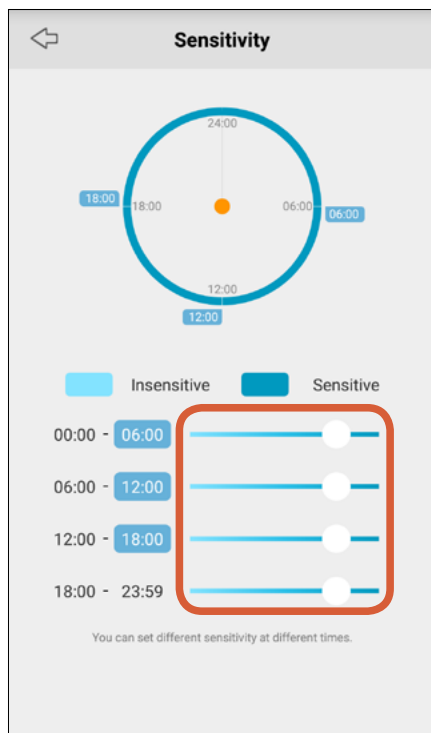 Sensitivity
24:00
18:00
18:00
06:00
06:00
12:00
12:00
Insensitive Sensitive
00:00 - 06:00
06:00 - 12:00
12:00 - 18:00
18:00 - 23:59
You can set different sensitivity at different times.